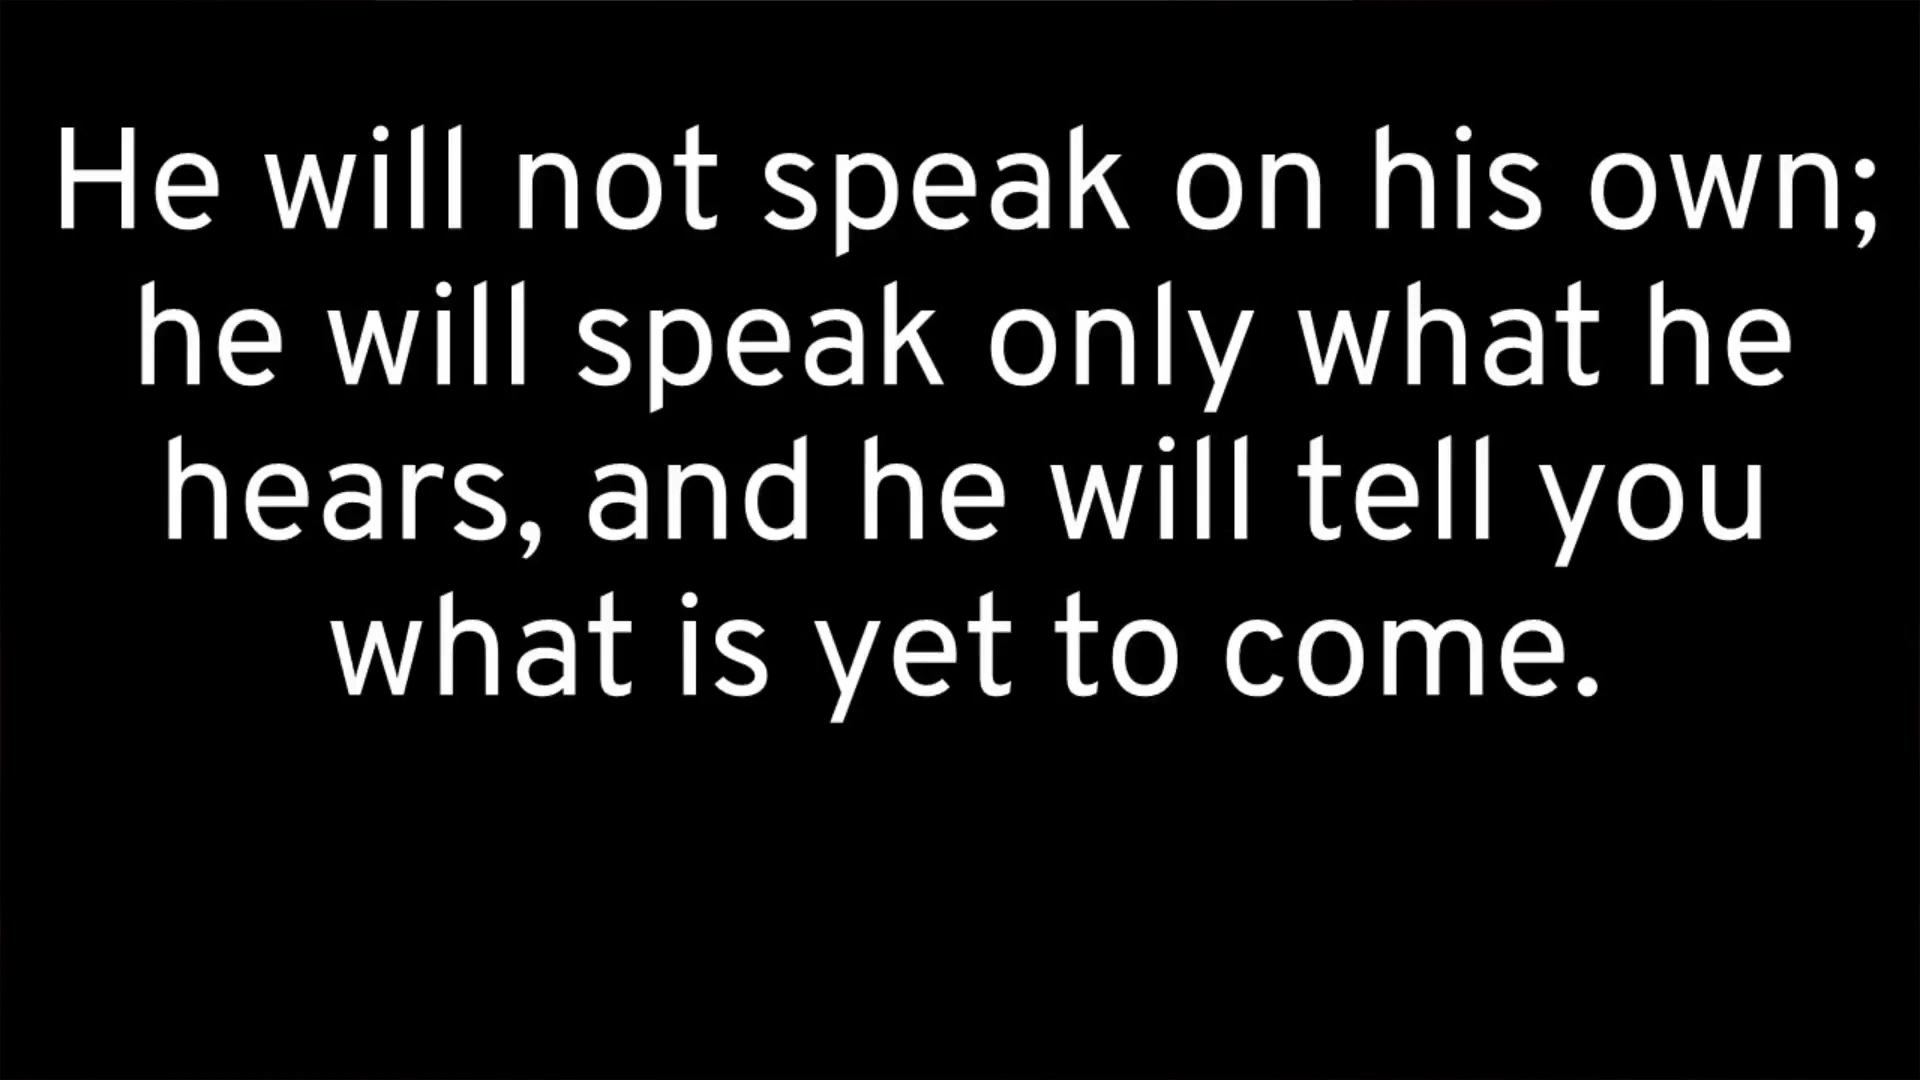 He will not speak on his own;
he will speak only what he
hears, and he will tell you
what is yet to come.